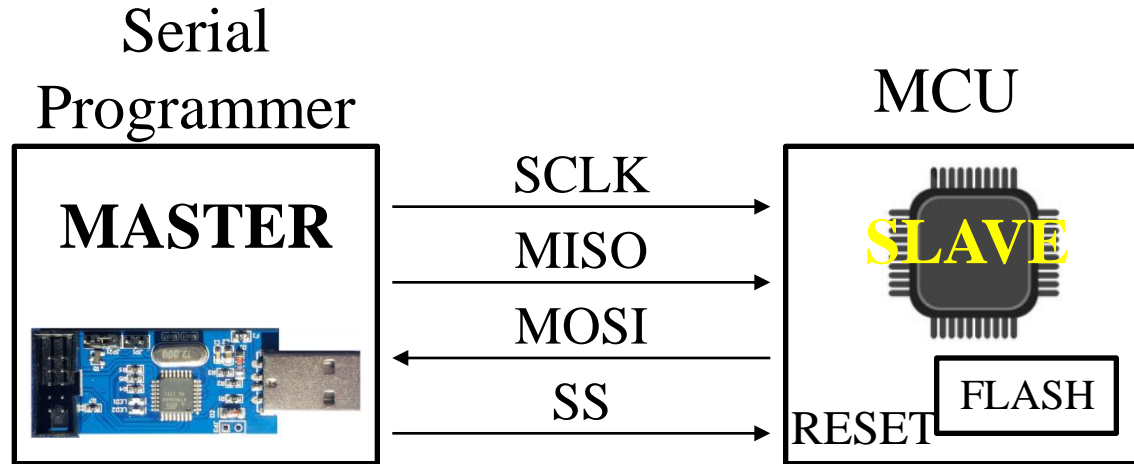 Serial
Programmer
MCU
MASTER
SCLK
MISO
MOSI
SS
SLAVE
FLASH
RESET